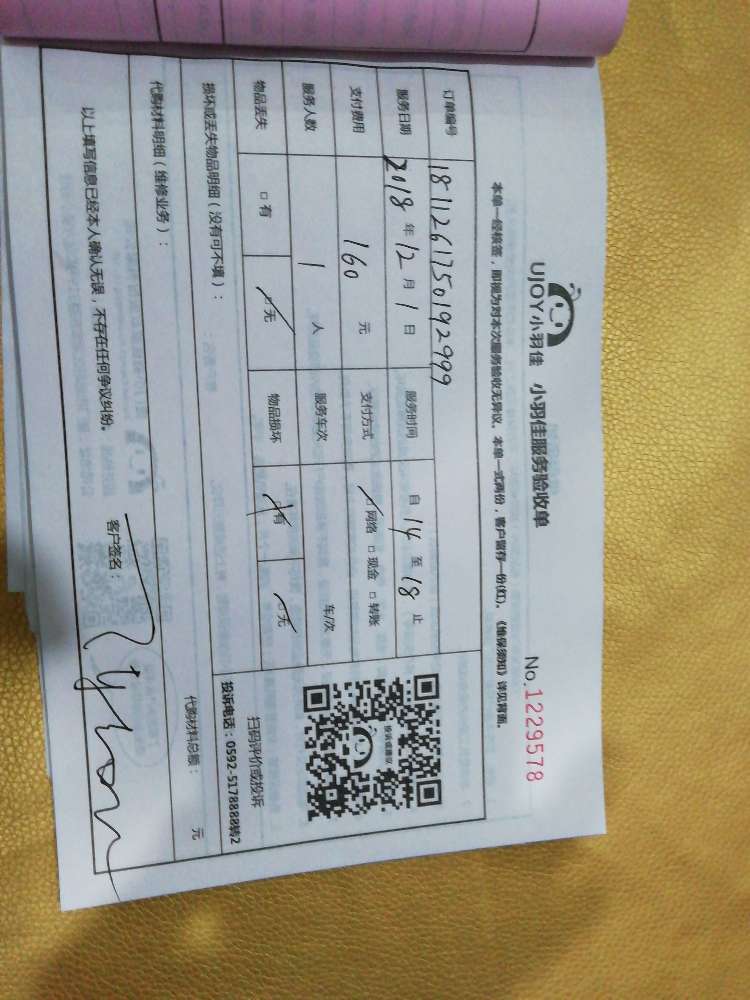 UJOY小羽佳 小羽佳服务验收单 No.1229578
本单一经核签，即视为对本次服务验收无异议。本单一式两份，客户留存一份(红)。《维保须知》详见背面。
订单编号 1811261750192999
服务日期 2018 年 12 月 1 日 服务时间 自 14 至 18 止
支付费用 160 元 支付方式 □网络 □现金 □转账
服务人数 1 人 服务车次 车/次
物品丢失 □有 □无 物品损坏 □有 □无
投诉或建议
扫码评价或投诉
投诉电话：0592-5178888转2
损坏或丢失物品明细（没有可不填）：
代购材料明细（维修业务）： 代购材料总额： 元
以上填写信息已经本人确认无误，不存在任何争议纠纷。 客户签名：